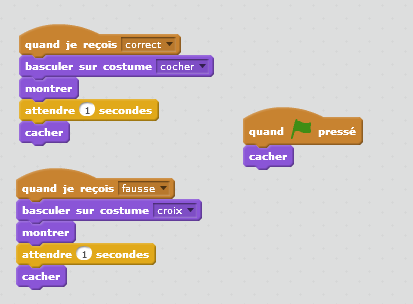 quand je reçois correct
basculer sur costume cocher
montrer
attendre 1 secondes
cacher
quand pressé
cacher
quand je reçois fausse
basculer sur costume croix
montrer
attendre 1 secondes
cacher